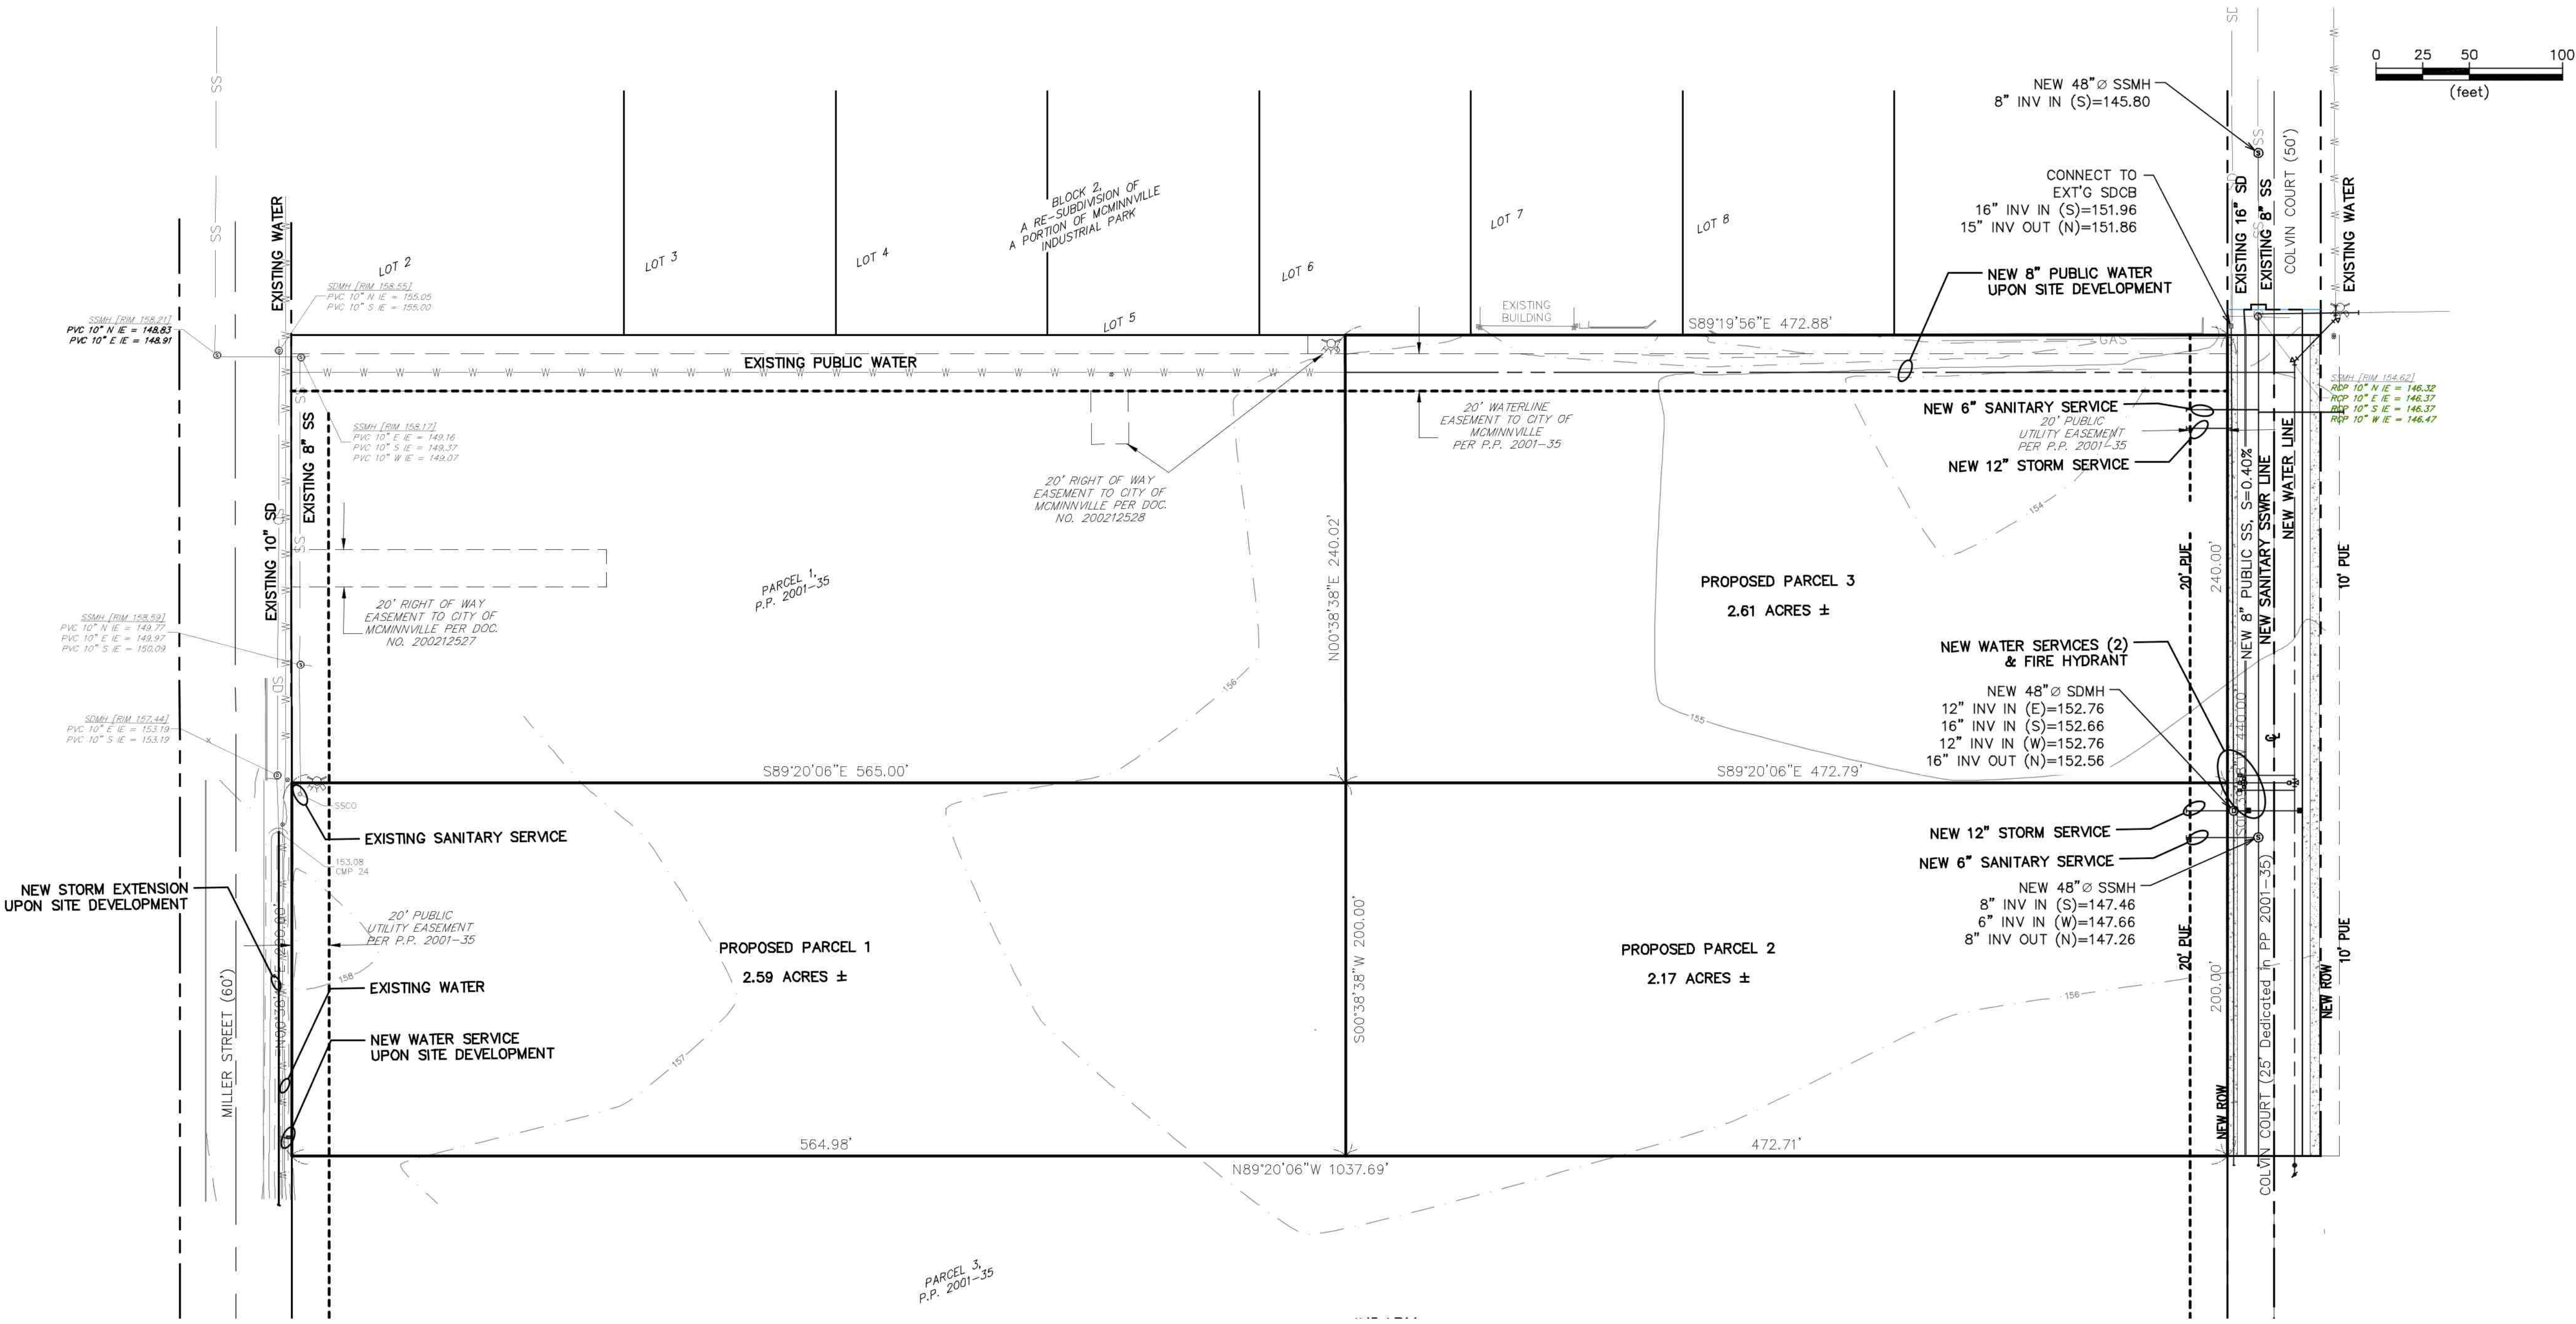 0 25 50 100
(feet)
NEW 48"Ø SSMH
8" INV IN (S)=145.80
CONNECT TO
EXT'G SDCB
16" INV IN (S)=151.96
15" INV OUT (N)=151.86
NEW 8" PUBLIC WATER
UPON SITE DEVELOPMENT
SD
SS
EXISTING 16" SD
EXISTING 8" SS
COLVIN COURT (50')
EXISTING WATER
SS
SS
EXISTING WATER
LOT 2
LOT 3
LOT 4
BLOCK 2,
A RE-SUBDIVISION OF
A PORTION OF MCMINNVILLE
INDUSTRIAL PARK
LOT 5
LOT 6
LOT 7
LOT 8
SDMH [RIM 158.55]
PVC 10" N IE = 155.05
PVC 10" S IE = 155.00
SSMH [RIM 158.21]
PVC 10" N IE = 148.83
PVC 10" E IE = 148.91
EXISTING
BUILDING
S89°19'56"E 472.88'
GAS
EXISTING PUBLIC WATER
SSMH [RIM 154.62]
RCP 10" N IE = 146.32
RCP 10" E IE = 146.37
RCP 10" S IE = 146.37
RCP 10" W IE = 146.47
SSMH [RIM 158.17]
PVC 10" E IE = 149.16
PVC 10" S IE = 149.37
PVC 10" W IE = 149.07
EXISTING 8" SS
EXISTING 10" SD
20' WATERLINE
EASEMENT TO CITY OF
MCMINNVILLE
PER P.P. 2001-35
NEW 6" SANITARY SERVICE
20' PUBLIC
UTILITY EASEMENT
PER P.P. 2001-35
NEW 12" STORM SERVICE
20' RIGHT OF WAY
EASEMENT TO CITY OF
MCMINNVILLE PER DOC.
NO. 200212528
154
NEW 8" PUBLIC SS, S=0.40%
NEW SANITARY SSWR LINE
NEW WATER LINE
20' PUE
240.00'
10' PUE
N00°38'38"E 240.02'
PARCEL 1,
P.P. 2001-35
20' RIGHT OF WAY
EASEMENT TO CITY OF
MCMINNVILLE PER DOC.
NO. 200212527
SSMH [RIM 158.59]
PVC 10" N IE = 149.77
PVC 10" E IE = 149.97
PVC 10" S IE = 150.09
PROPOSED PARCEL 3
2.61 ACRES ±
NEW WATER SERVICES (2)
& FIRE HYDRANT
NEW 48"Ø SDMH
12" INV IN (E)=152.76
16" INV IN (S)=152.66
12" INV IN (W)=152.76
16" INV OUT (N)=152.56
SD
156
155
SDMH [RIM 157.44]
PVC 10" E IE = 153.19
PVC 10" S IE = 153.19
440.00'
S89°20'06"E 565.00'
S89°20'06"E 472.79'
HYD
SSCO
EXISTING SANITARY SERVICE
153.08
CMP 24
NEW STORM EXTENSION
UPON SITE DEVELOPMENT
20' PUBLIC
UTILITY EASEMENT
PER P.P. 2001-35
NEW 12" STORM SERVICE
NEW 6" SANITARY SERVICE
NEW 48"Ø SSMH
8" INV IN (S)=147.46
6" INV IN (W)=147.66
8" INV OUT (N)=147.26
PROPOSED PARCEL 1
2.59 ACRES ±
158
PROPOSED PARCEL 2
2.17 ACRES ±
S00°38'38"W 200.00'
EXISTING WATER
NEW WATER SERVICE
UPON SITE DEVELOPMENT
MILLER STREET (60')
157
156
20' PUE
200.00'
COLVIN COURT (25' Dedicated in PP 2001-35)
NEW ROW
10' PUE
NEW ROW
564.98'
472.71'
N89°20'06"W 1037.69'
PARCEL 3,
P.P. 2001-35